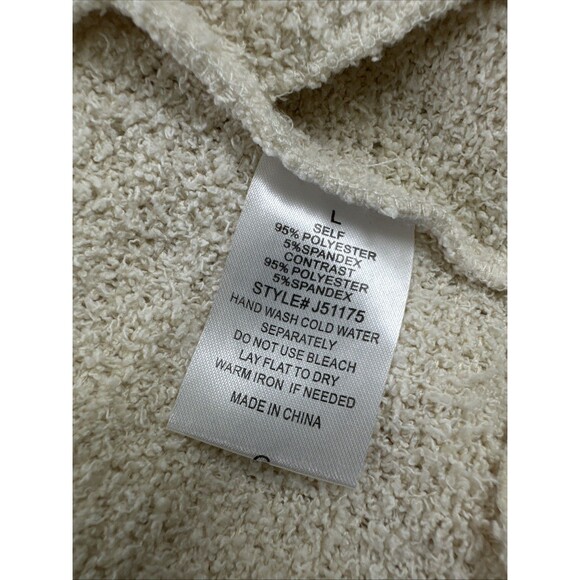 L
SELF
95% POLYESTER
5%SPANDEX
CONTRAST
95% POLYESTER
5%SPANDEX
STYLE# J51175
HAND WASH COLD WATER
SEPARATELY
DO NOT USE BLEACH
LAY FLAT TO DRY
WARM IRON IF NEEDED
MADE IN CHINA